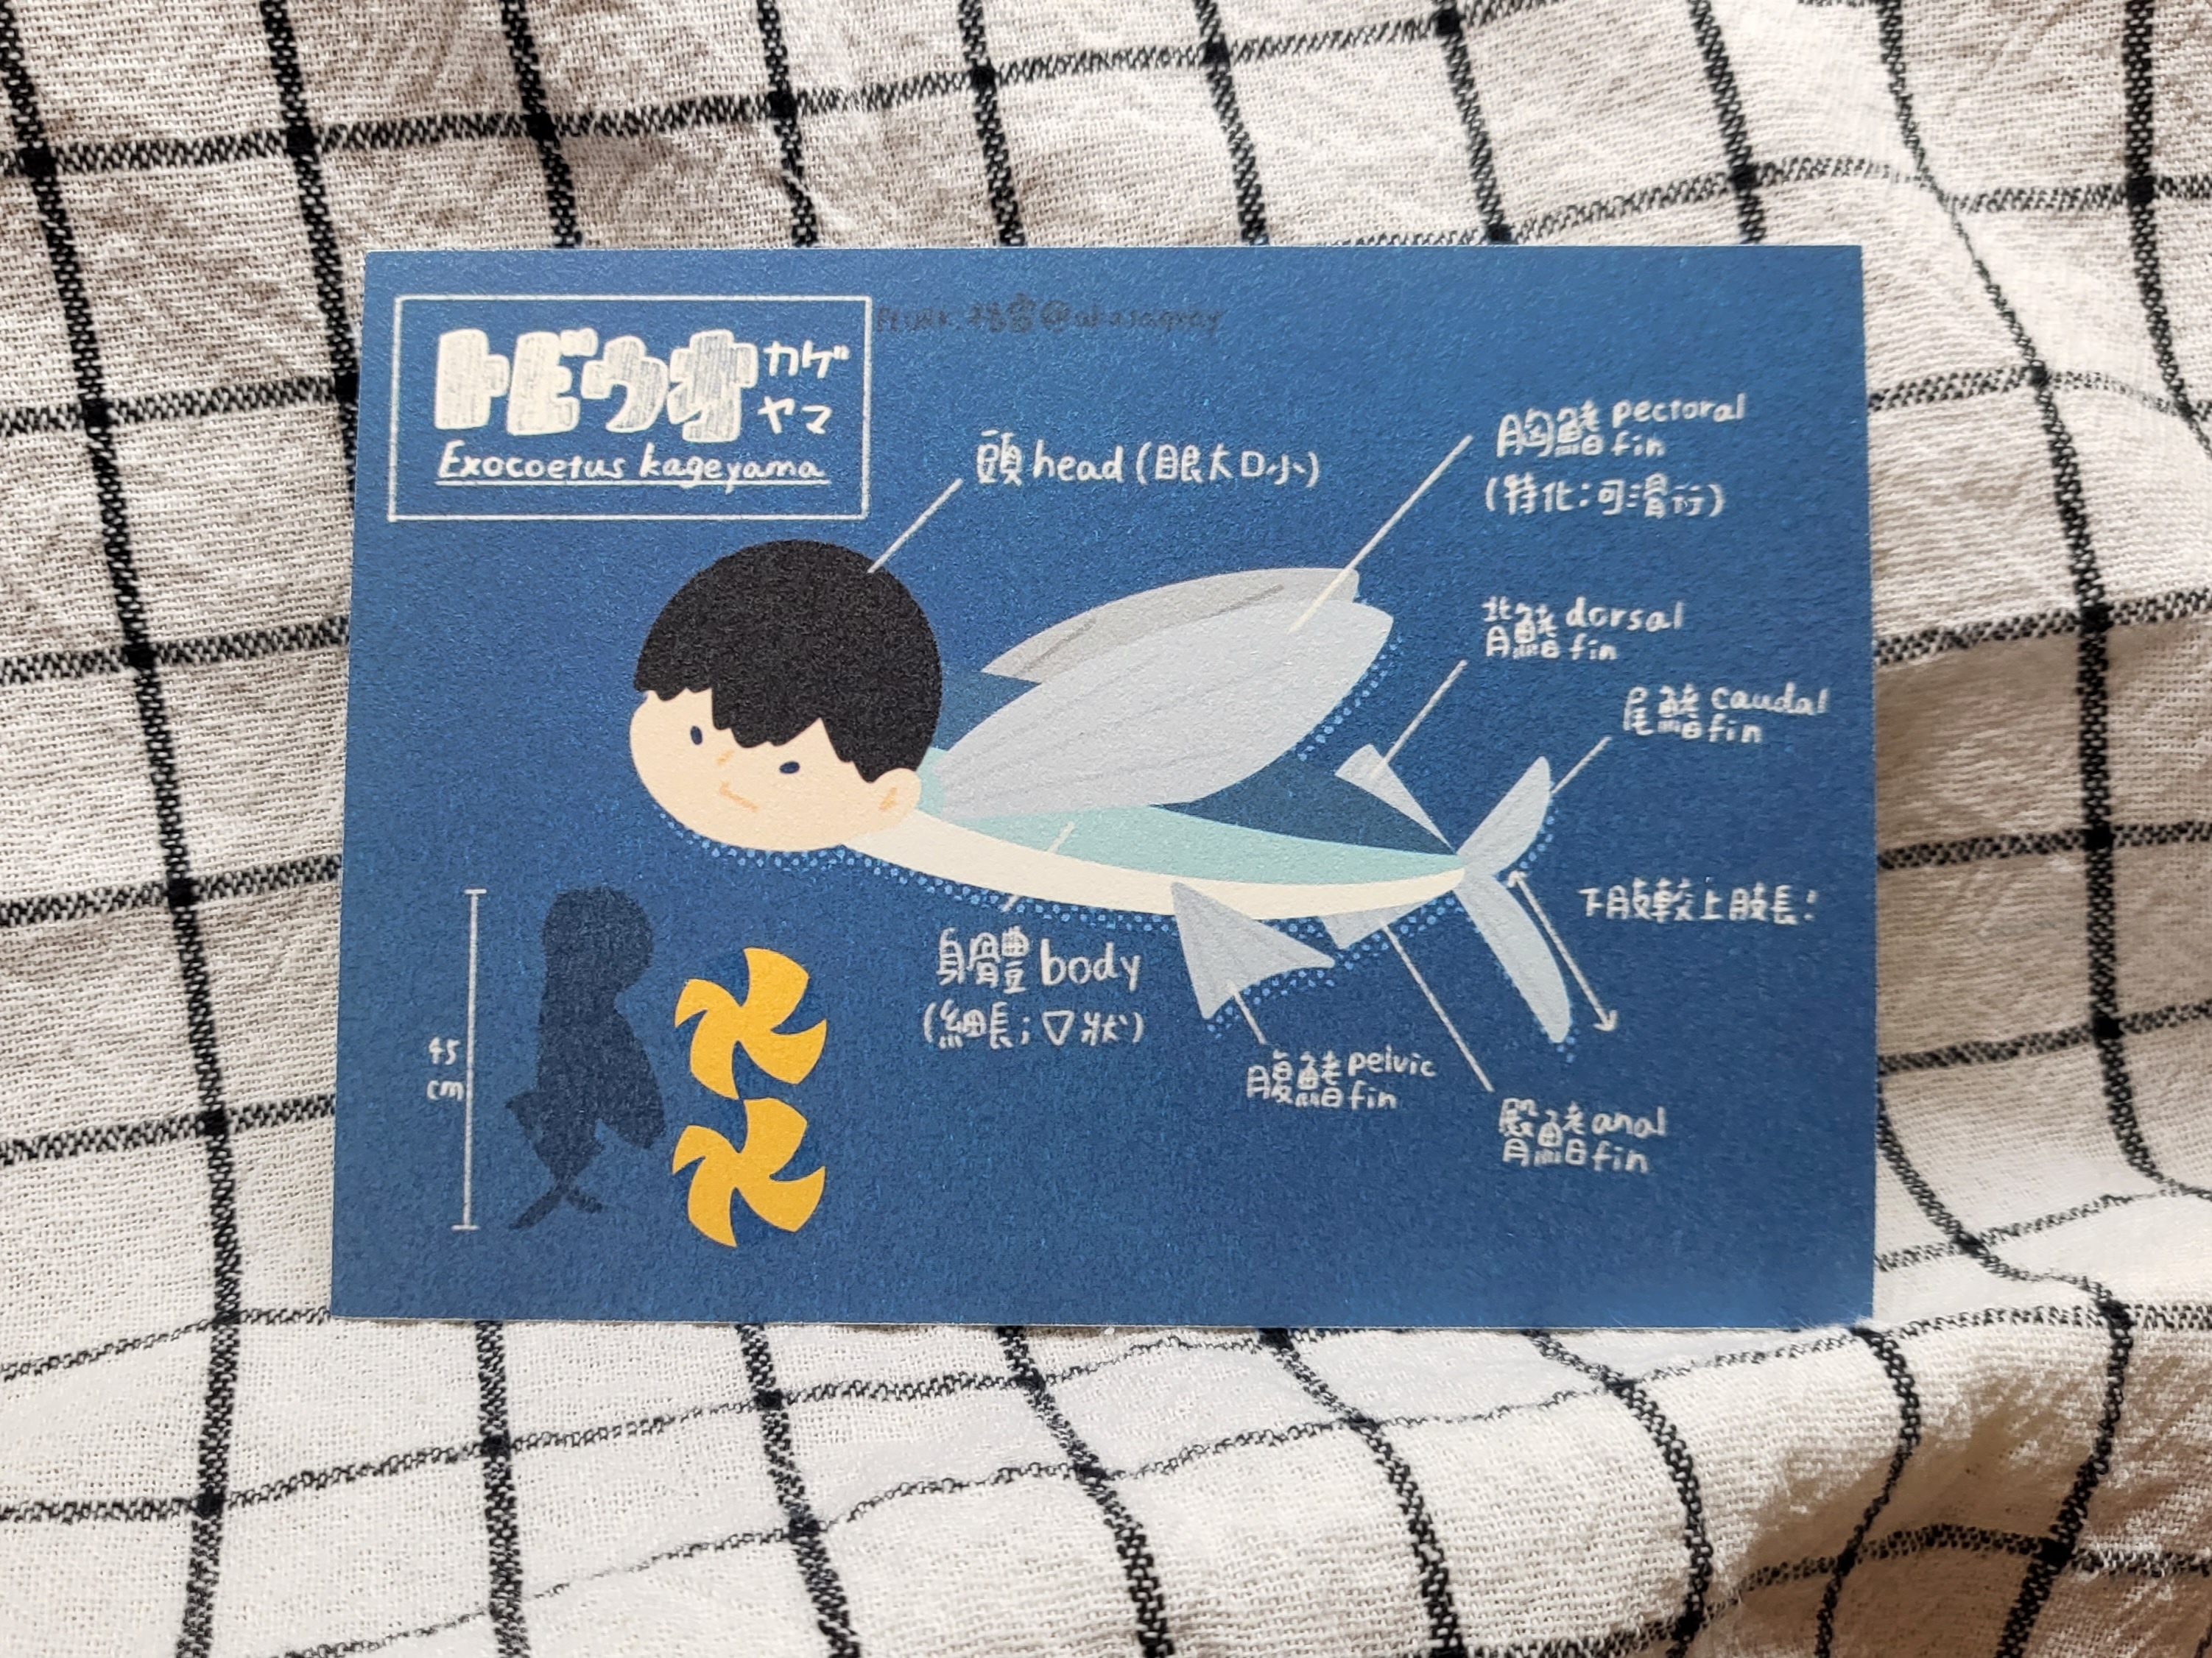 トビウオ カゲ
ヤマ
Exocoetus kageyama
頭 head (眼大口小)
胸鰭 pectoral
fin
(特化:可滑行)
背鰭 dorsal
fin
尾鰭 caudal
fin
下肢較上肢長!
身體 body
(細長;▽狀)
腹鰭 pelvic
fin
臀鰭 anal
fin
45
cm